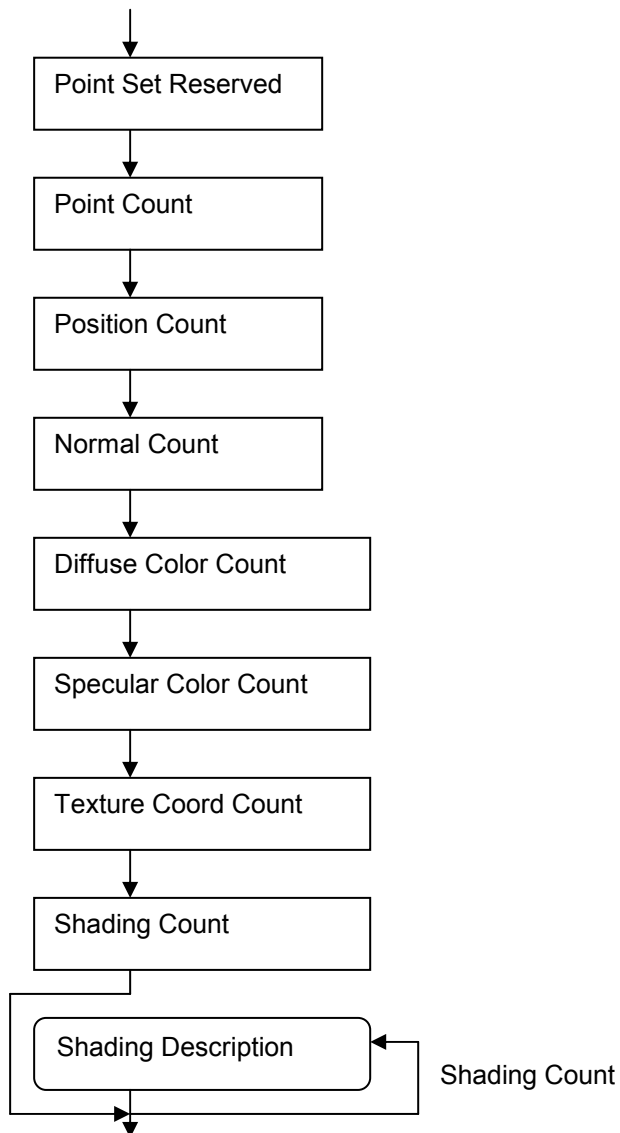 Point Set Reserved
Point Count
Position Count
Normal Count
Diffuse Color Count
Specular Color Count
Texture Coord Count
Shading Count
Shading Description
Shading Count